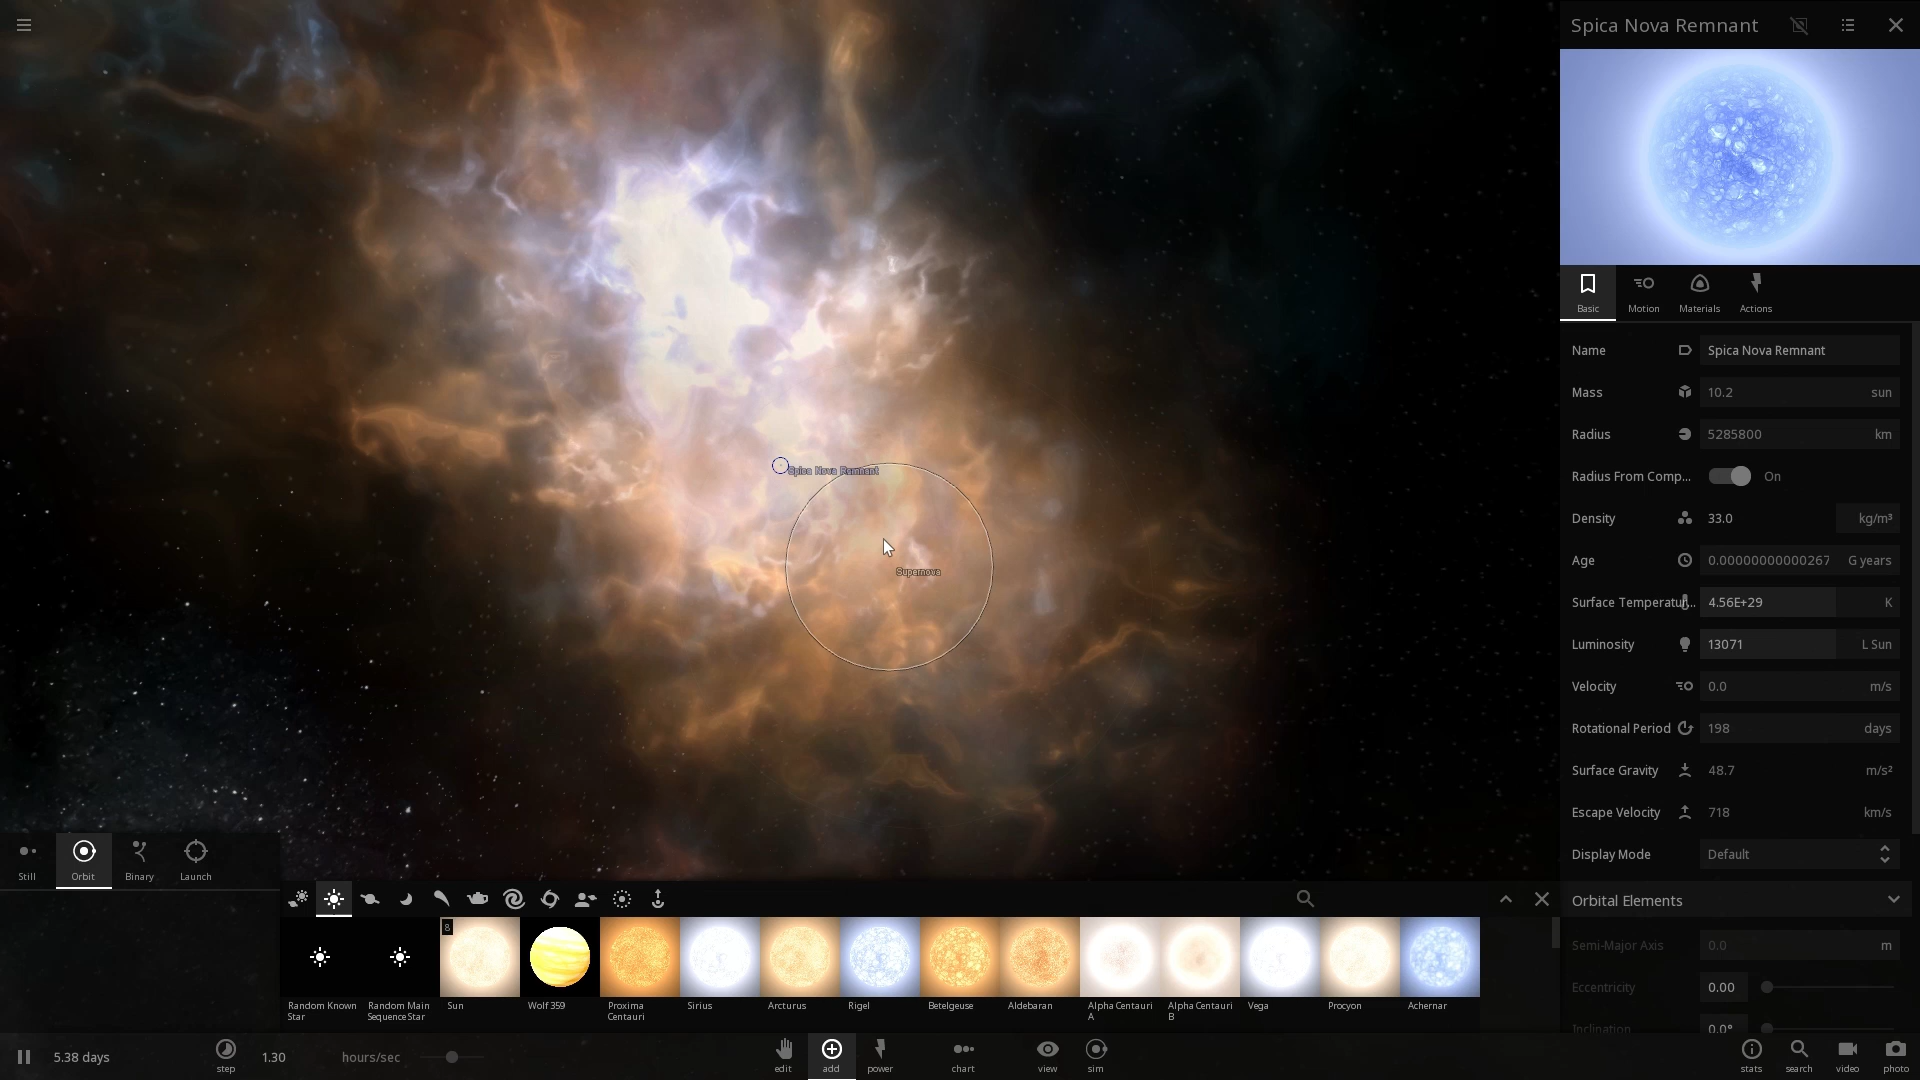 Spica Nova Remnant
Basic
Motion
Materials
Actions
Name
Spica Nova Remnant
Mass
10.2
sun
Radius
5285800
km
Radius From Comp...
On
Density
33.0
kg/m³
Age
0.00000000000267
G years
Surface Temperatur...
4.56E+29
K
Luminosity
13071
L Sun
Velocity
0.0
m/s
Rotational Period
198
days
Surface Gravity
48.7
m/s²
Escape Velocity
718
km/s
Display Mode
Default
Orbital Elements
Semi-Major Axis
0.0
m
Eccentricity
0.00
Inclination
0.0°
Spica Nova Remnant
Supernova
Still
Orbit
Binary
Launch
8
Random Known
Star
Random Main
Sequence Star
Sun
Wolf 359
Proxima
Centauri
Sirius
Arcturus
Rigel
Betelgeuse
Aldebaran
Alpha Centauri
A
Alpha Centauri
B
Vega
Procyon
Achernar
5.38 days
step
1.30
hours/sec
edit
add
power
chart
view
sim
stats
search
video
photo